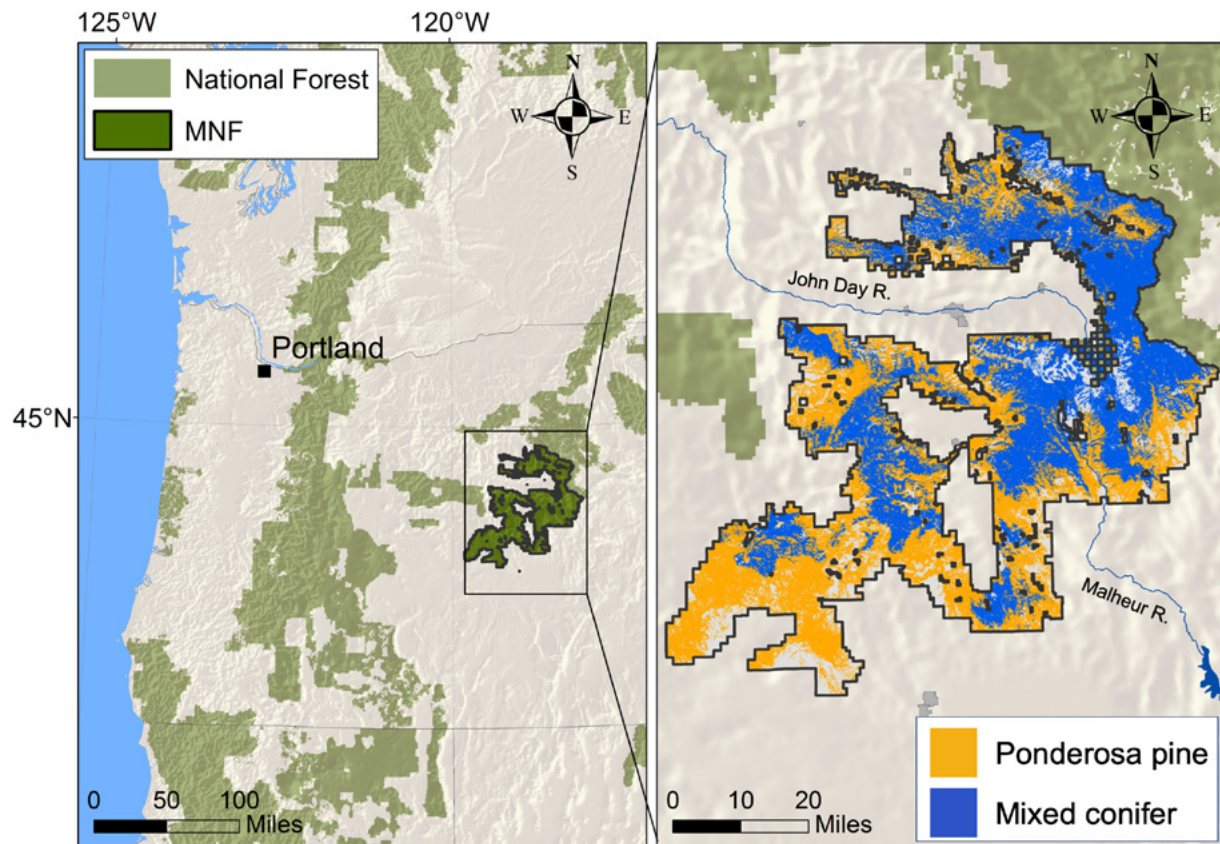 125°W
120°W
National Forest
MNF
N
W
E
S
Portland
45°N
0
50
100
Miles
N
W
E
S
John Day R.
Malheur R.
Ponderosa pine
Mixed conifer
0
10
20
Miles